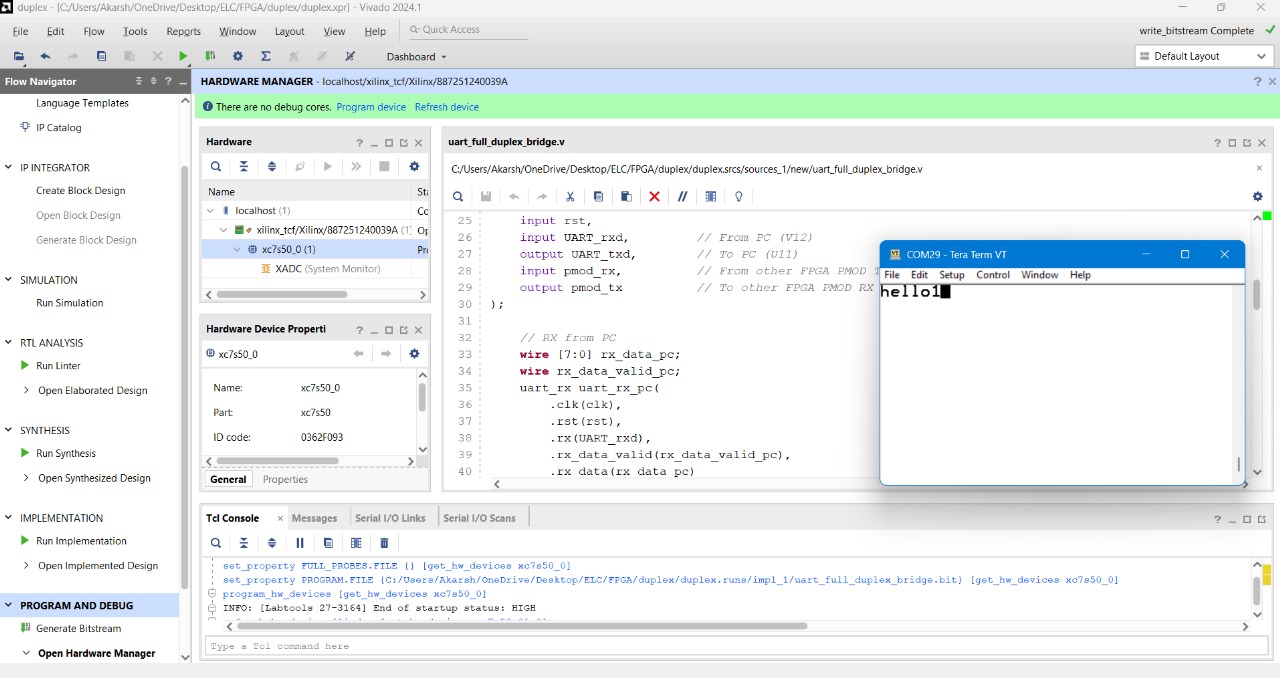 duplex - [C:/Users/Akarsh/OneDrive/Desktop/ELC/FPGA/duplex/duplex.xpr] - Vivado 2024.1
File Edit Flow Tools Reports Window Layout View Help Quick Access
write_bitstream Complete
Dashboard
Default Layout
Flow Navigator
HARDWARE MANAGER - localhost/xilinx_tcf/Xilinx/887251240039A
There are no debug cores. Program device Refresh device
Language Templates
IP Catalog
IP INTEGRATOR
Create Block Design
Open Block Design
Generate Block Design
SIMULATION
Run Simulation
RTL ANALYSIS
Run Linter
Open Elaborated Design
SYNTHESIS
Run Synthesis
Open Synthesized Design
IMPLEMENTATION
Run Implementation
Open Implemented Design
PROGRAM AND DEBUG
Generate Bitstream
Open Hardware Manager
Hardware
Name
localhost (1)
xilinx_tcf/Xilinx/887251240039A (1)
xc7s50_0 (1)
XADC (System Monitor)
Hardware Device Properti
xc7s50_0
Name: xc7s50_0
Part: xc7s50
ID code: 0362F093
General Properties
uart_full_duplex_bridge.v
C:/Users/Akarsh/OneDrive/Desktop/ELC/FPGA/duplex/duplex.srcs/sources_1/new/uart_full_duplex_bridge.v
25 input rst,
26 input UART_rxd, // From PC (V12)
27 output UART_txd, // To PC (U11)
28 input pmod_rx, // From other FPGA PMOD T
29 output pmod_tx // To other FPGA PMOD RX
30 );
31
32 // RX from PC
33 wire [7:0] rx_data_pc;
34 wire rx_data_valid_pc;
35 uart_rx uart_rx_pc(
36 .clk(clk),
37 .rst(rst),
38 .rx(UART_rxd),
39 .rx_data_valid(rx_data_valid_pc),
40 .rx_data(rx_data_pc)
COM29 - Tera Term VT
File Edit Setup Control Window Help
hello1
Tcl Console Messages Serial I/O Links Serial I/O Scans
set_property FULL_PROBES.FILE {} [get_hw_devices xc7s50_0]
set_property PROGRAM.FILE {C:/Users/Akarsh/OneDrive/Desktop/ELC/FPGA/duplex/duplex.runs/impl_1/uart_full_duplex_bridge.bit} [get_hw_devices xc7s50_0]
program_hw_devices [get_hw_devices xc7s50_0]
INFO: [Labtools 27-3164] End of startup status: HIGH
Type a Tcl command here